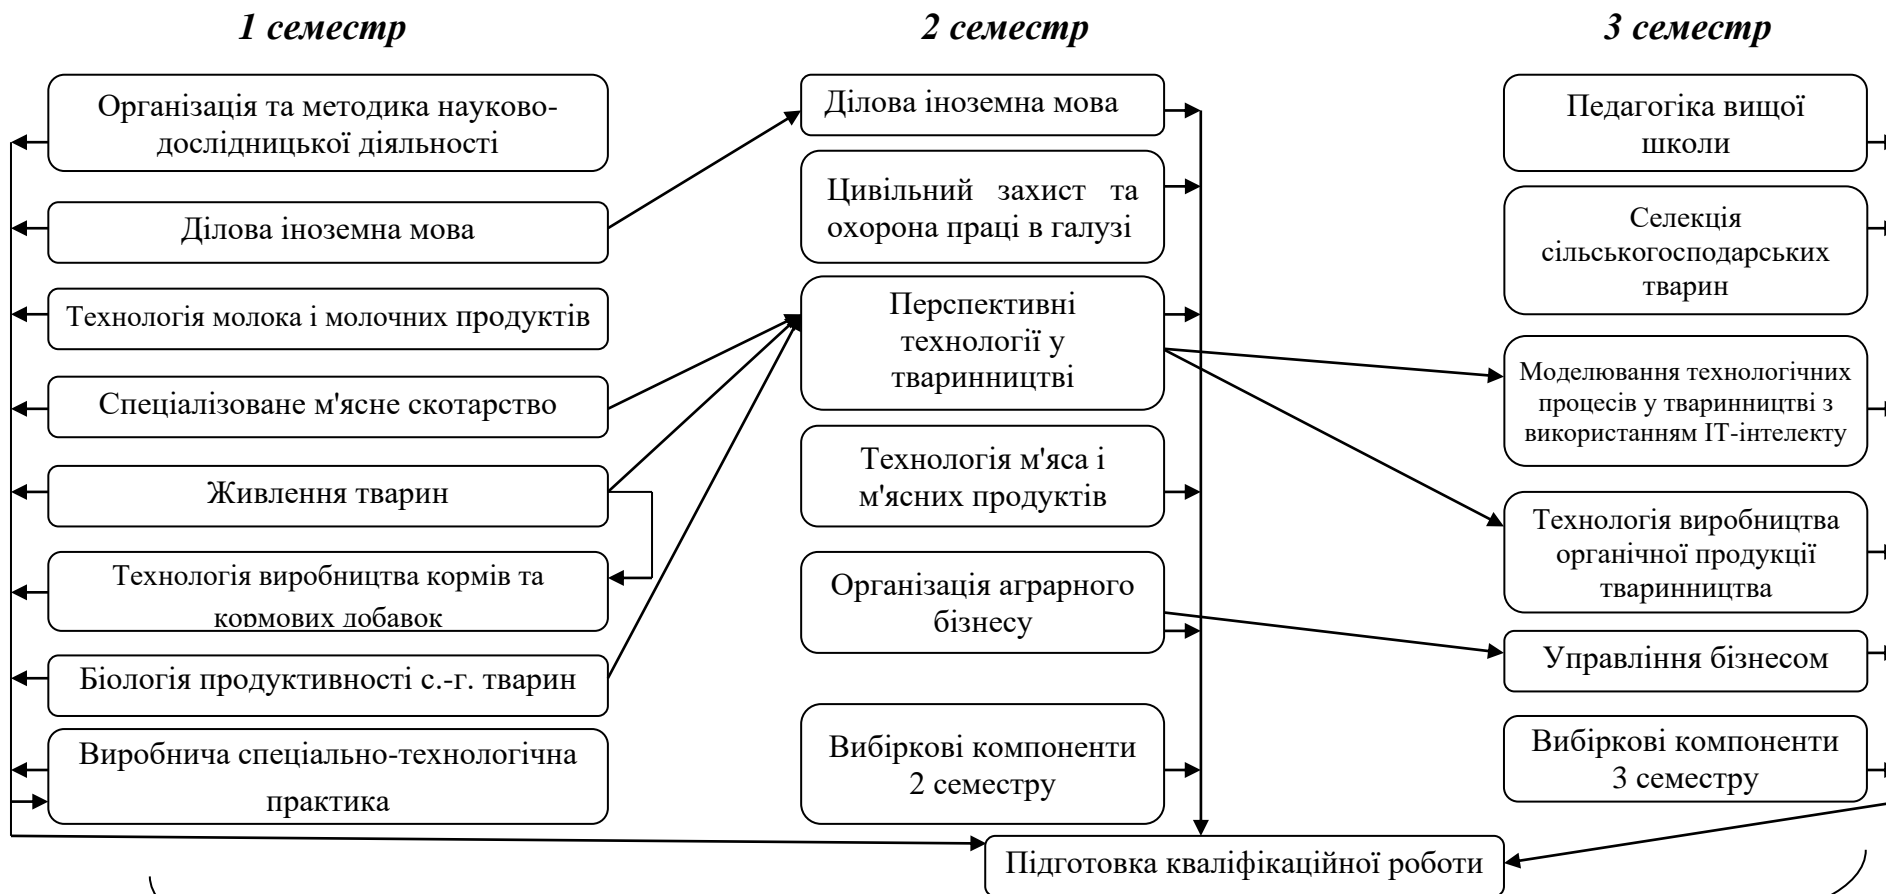 1 семестр
Організація та методика науково-
дослідницької діяльності
Ділова іноземна мова
Технологія молока і молочних продуктів
Спеціалізоване м'ясне скотарство
Живлення тварин
Технологія виробництва кормів та
кормових добавок
Біологія продуктивності с.-г. тварин
Виробнича спеціально-технологічна
практика
2 семестр
Ділова іноземна мова
Цивільний захист та
охорона праці в галузі
Перспективні
технології у
тваринництві
Технологія м'яса і
м'ясних продуктів
Організація аграрного
бізнесу
Вибіркові компоненти
2 семестру
3 семестр
Педагогіка вищої
школи
Селекція
сільськогосподарських
тварин
Моделювання технологічних
процесів у тваринництві з
використанням ІТ-інтелекту
Технологія виробництва
органічної продукції
тваринництва
Управління бізнесом
Вибіркові компоненти
3 семестру
Підготовка кваліфікаційної роботи